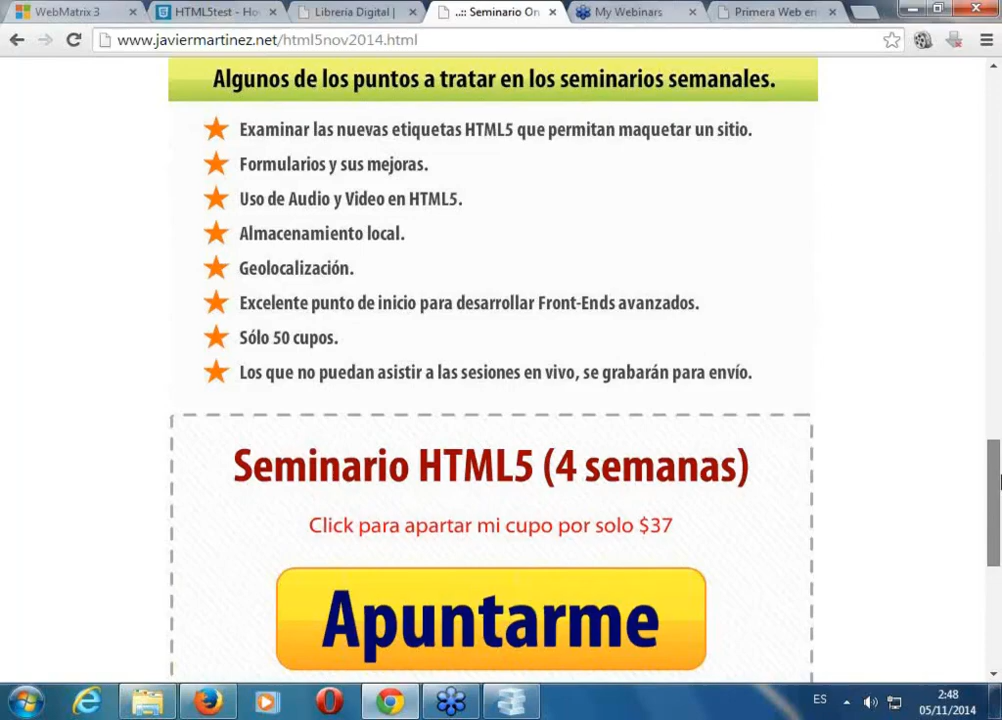 WebMatrix 3
HTML5test - Ho
Librería Digital |
..:: Seminario On
My Webinars
Primera Web en
www.javiermartinez.net/html5nov2014.html
Algunos de los puntos a tratar en los seminarios semanales.
Examinar las nuevas etiquetas HTML5 que permitan maquetar un sitio.
Formularios y sus mejoras.
Uso de Audio y Video en HTML5.
Almacenamiento local.
Geolocalización.
Excelente punto de inicio para desarrollar Front-Ends avanzados.
Sólo 50 cupos.
Los que no puedan asistir a las sesiones en vivo, se grabarán para envío.
Seminario HTML5 (4 semanas)
Click para apartar mi cupo por solo $37
Apuntarme
ES
2:48
05/11/2014